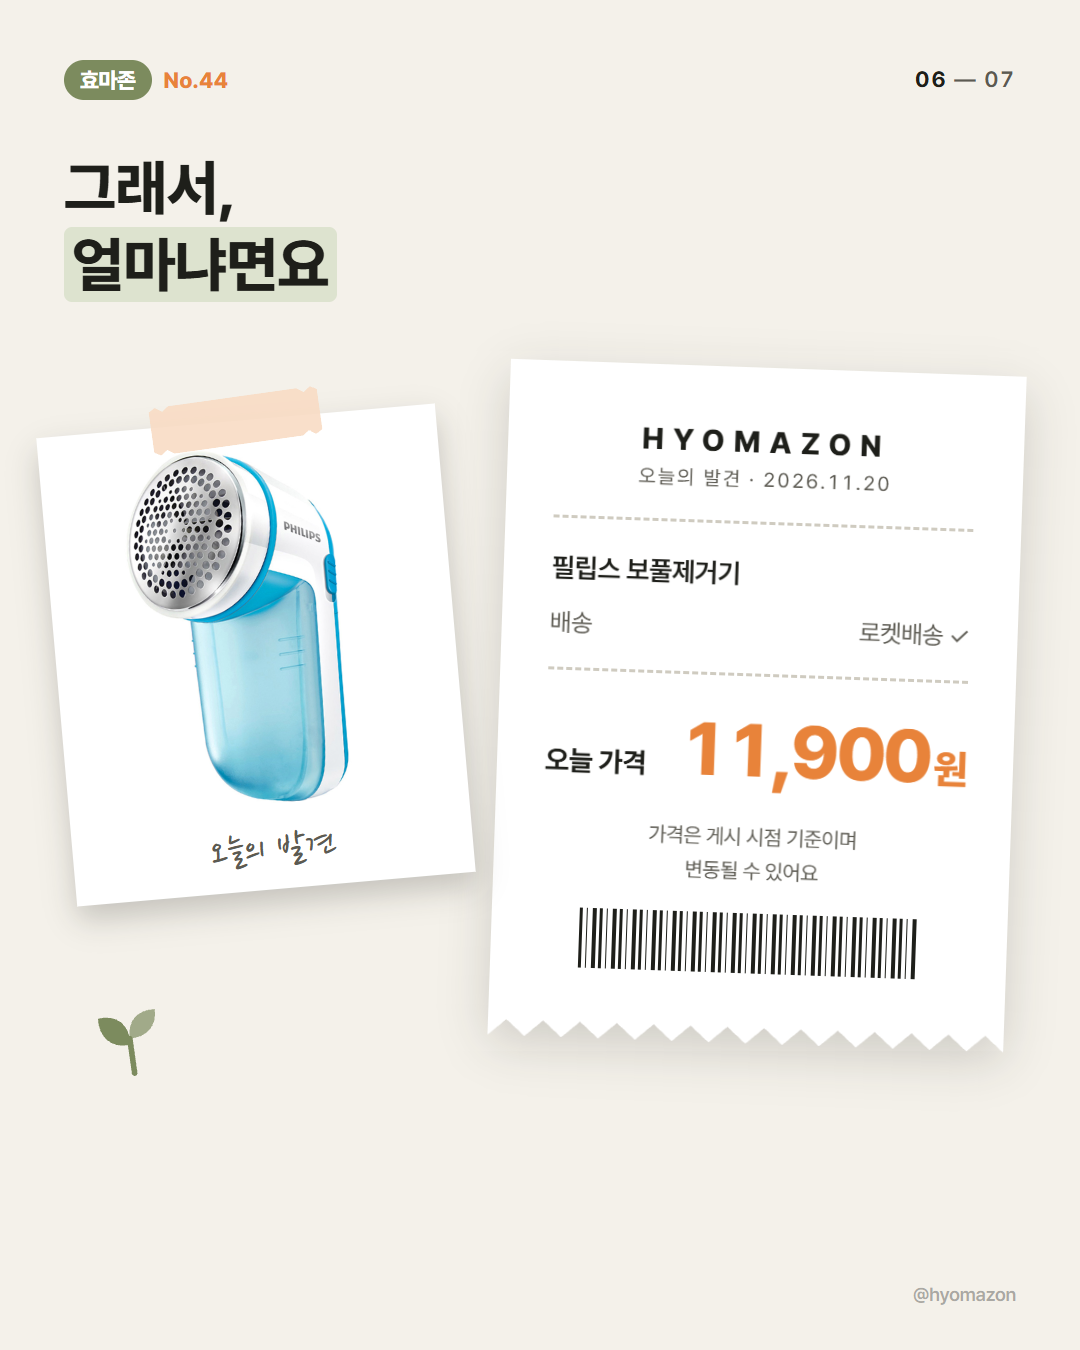 효마존 No.44
06 — 07
그래서,
얼마냐면요
PHILIPS
오늘의 발견
HYOMAZON
오늘의 발견 · 2026.11.20
필립스 보풀제거기
배송 로켓배송 ✓
오늘 가격 11,900원
가격은 게시 시점 기준이며
변동될 수 있어요
@hyomazon